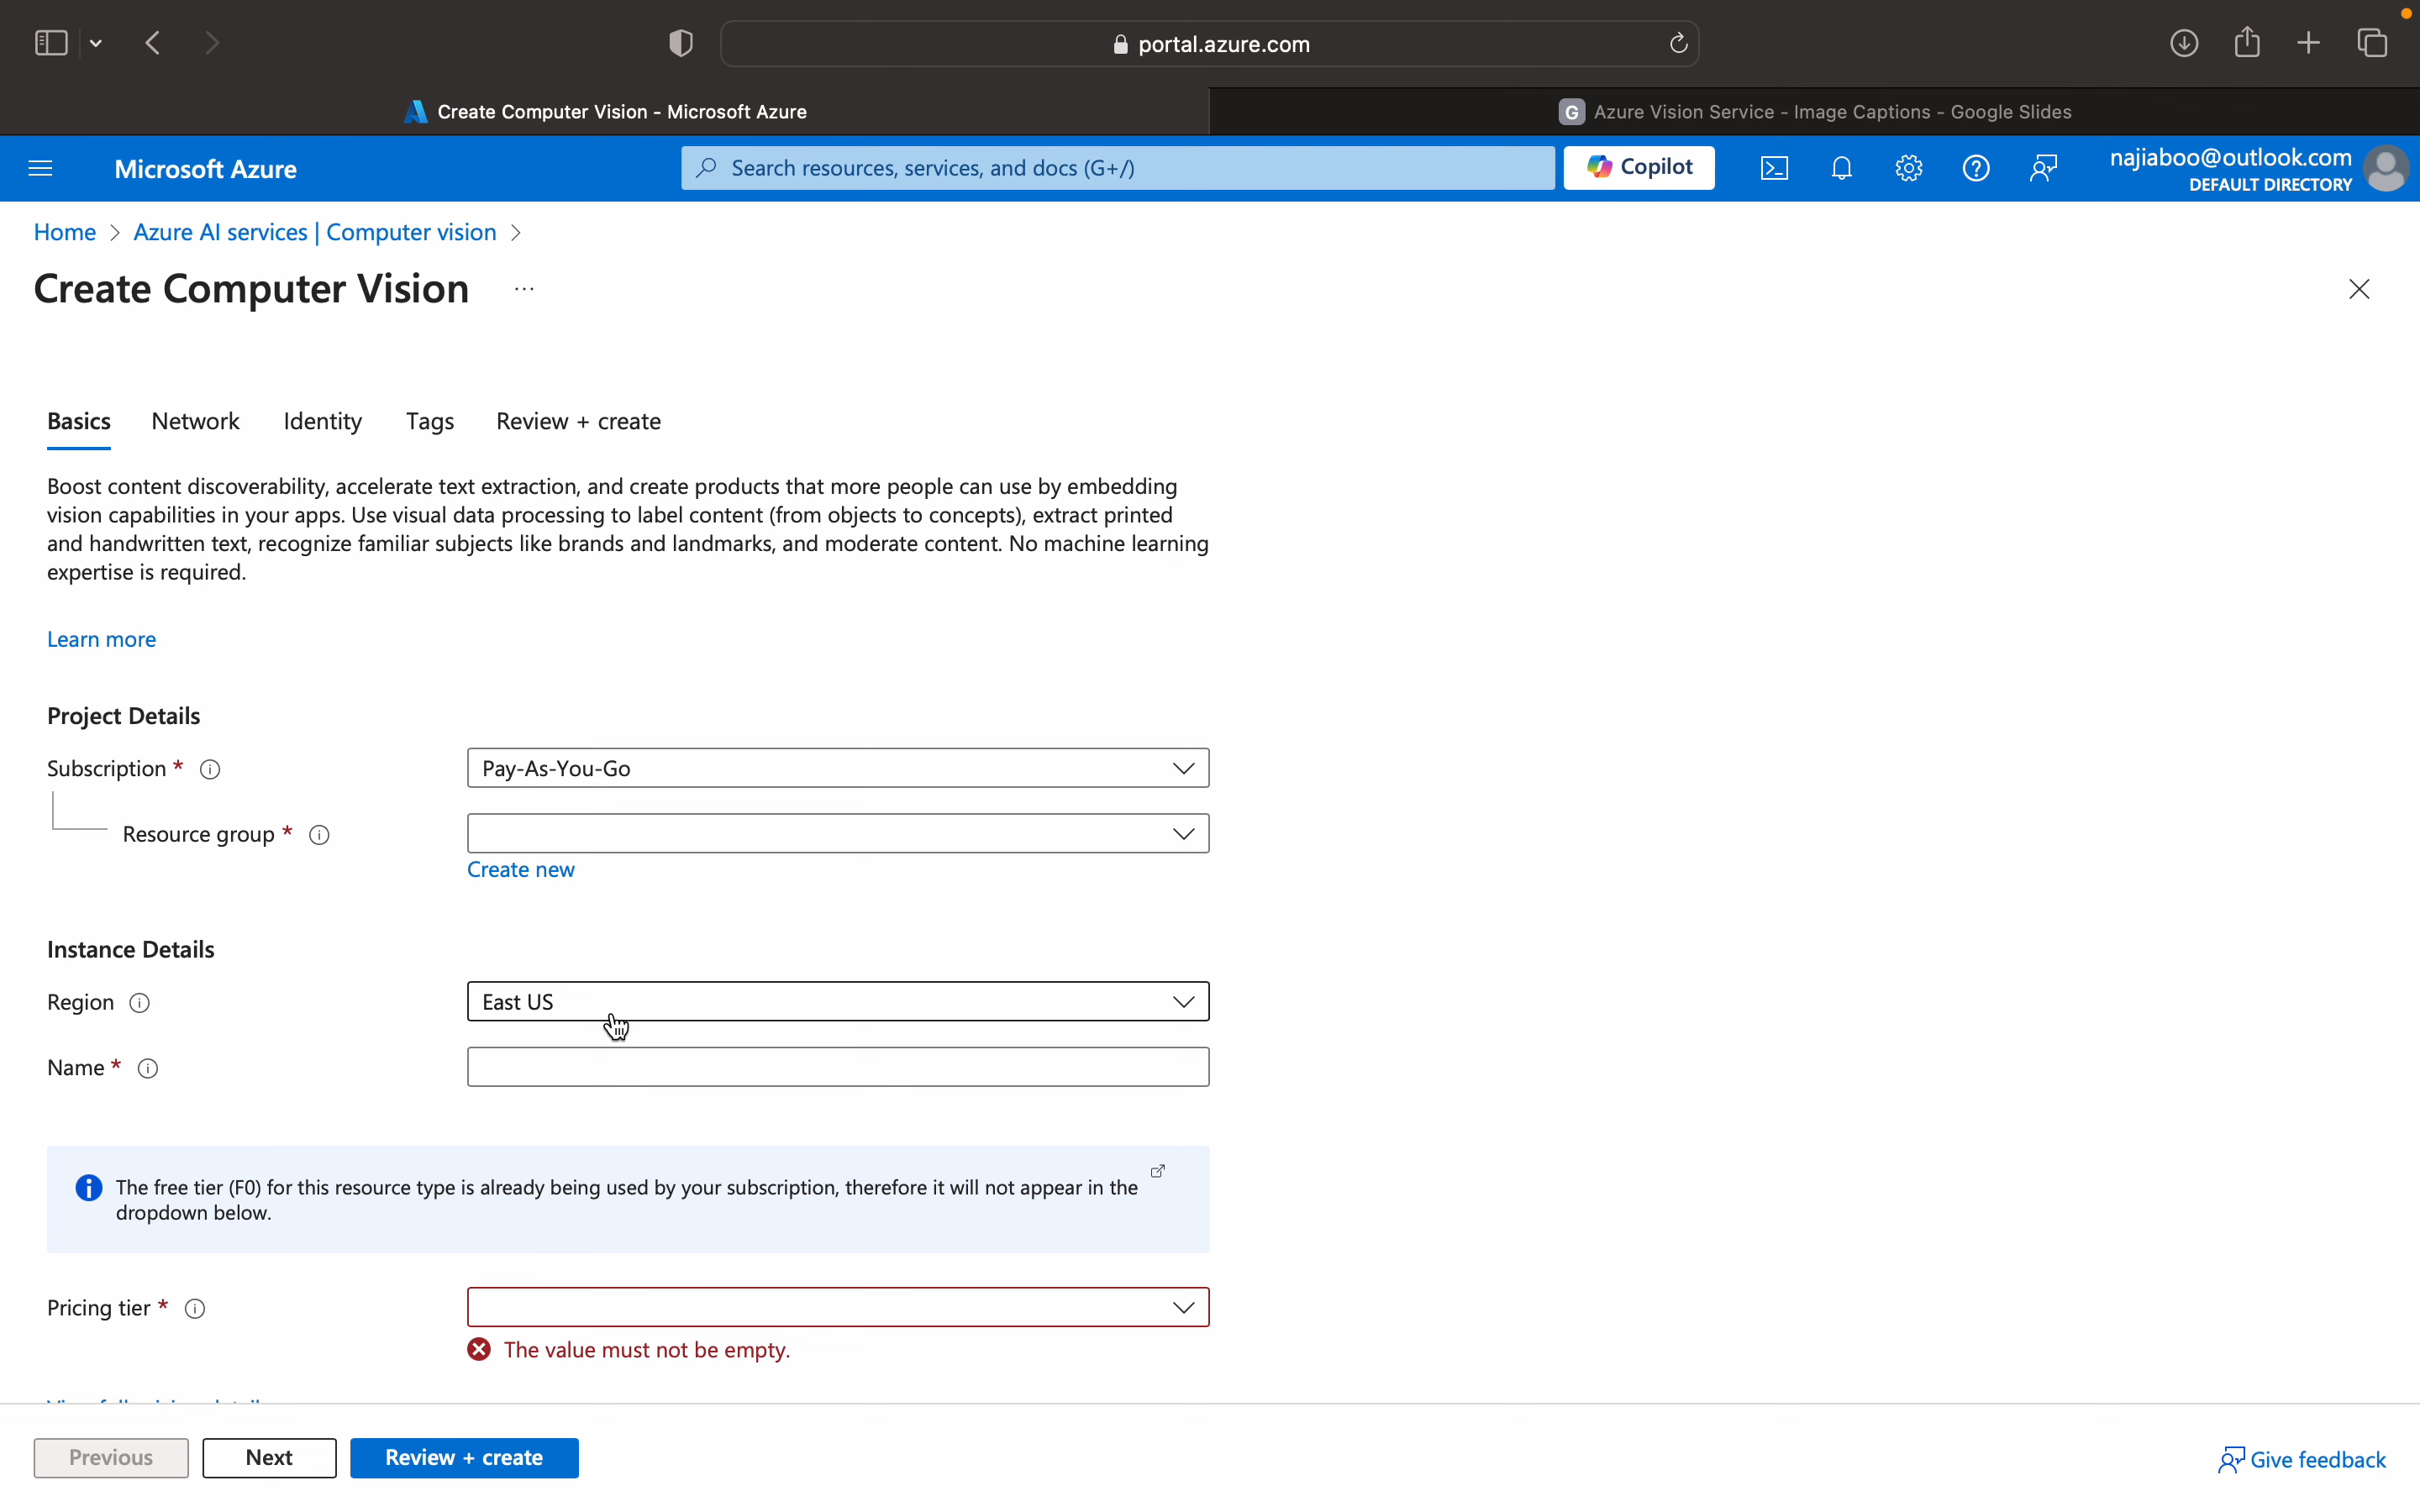 portal.azure.com
Create Computer Vision - Microsoft Azure
G Azure Vision Service - Image Captions - Google Slides
Microsoft Azure
Search resources, services, and docs (G+/)
Copilot
najiaboo@outlook.com
DEFAULT DIRECTORY
Home > Azure AI services | Computer vision >
Create Computer Vision ...
Basics Network Identity Tags Review + create
Boost content discoverability, accelerate text extraction, and create products that more people can use by embedding
vision capabilities in your apps. Use visual data processing to label content (from objects to concepts), extract printed
and handwritten text, recognize familiar subjects like brands and landmarks, and moderate content. No machine learning
expertise is required.
Learn more
Project Details
Subscription * Pay-As-You-Go
Resource group *
Create new
Instance Details
Region East US
Name *
The free tier (F0) for this resource type is already being used by your subscription, therefore it will not appear in the
dropdown below.
Pricing tier *
The value must not be empty.
Previous Next Review + create Give feedback